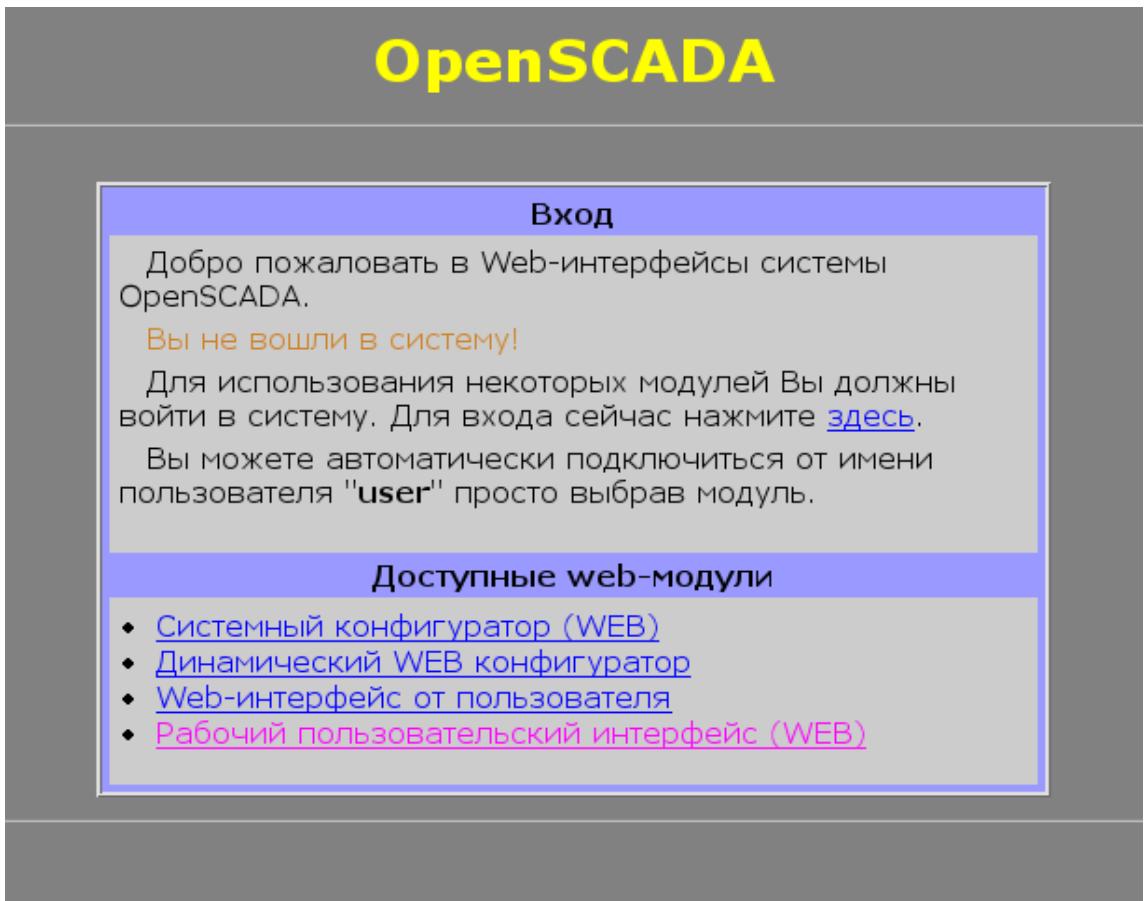 OpenSCADA
Вход
Добро пожаловать в Web-интерфейсы системы
OpenSCADA.
Вы не вошли в систему!
Для использования некоторых модулей Вы должны
войти в систему. Для входа сейчас нажмите здесь.
Вы можете автоматически подключиться от имени
пользователя "user" просто выбрав модуль.
Доступные web-модули
• Системный конфигуратор (WEB)
• Динамический WEB конфигуратор
• Web-интерфейс от пользователя
• Рабочий пользовательский интерфейс (WEB)